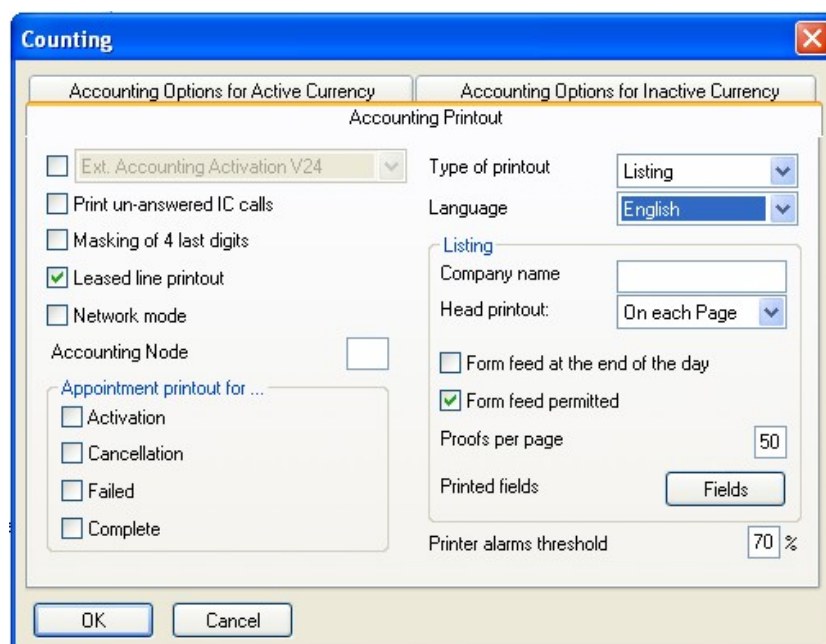 Counting
Accounting Options for Active Currency
Accounting Options for Inactive Currency
Accounting Printout
Ext. Accounting Activation V24
Print un-answered IC calls
Masking of 4 last digits
Leased line printout
Network mode
Accounting Node
Appointment printout for ...
Activation
Cancellation
Failed
Complete
Type of printout
Listing
Language
English
Listing
Company name
Head printout:
On each Page
Form feed at the end of the day
Form feed permitted
Proofs per page
50
Printed fields
Fields
Printer alarms threshold
70 %
OK
Cancel